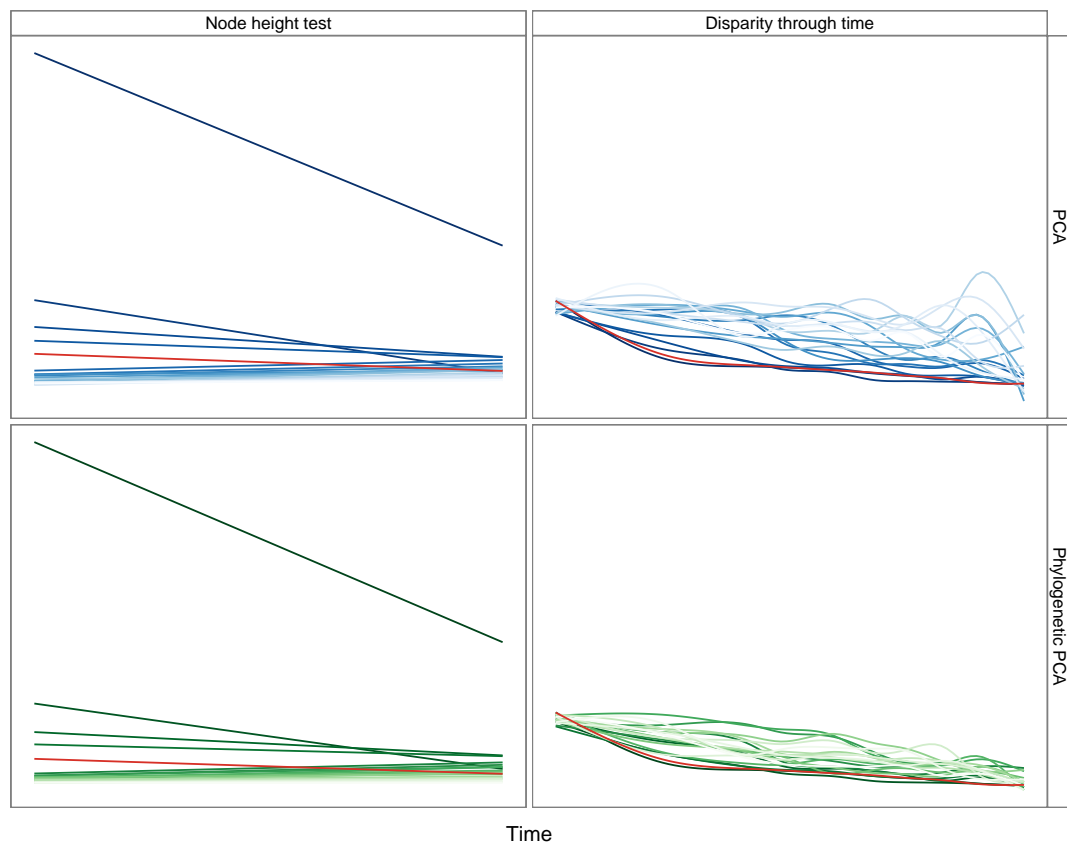 Node height test
Disparity through time
PCA
Phylogenetic PCA
Time